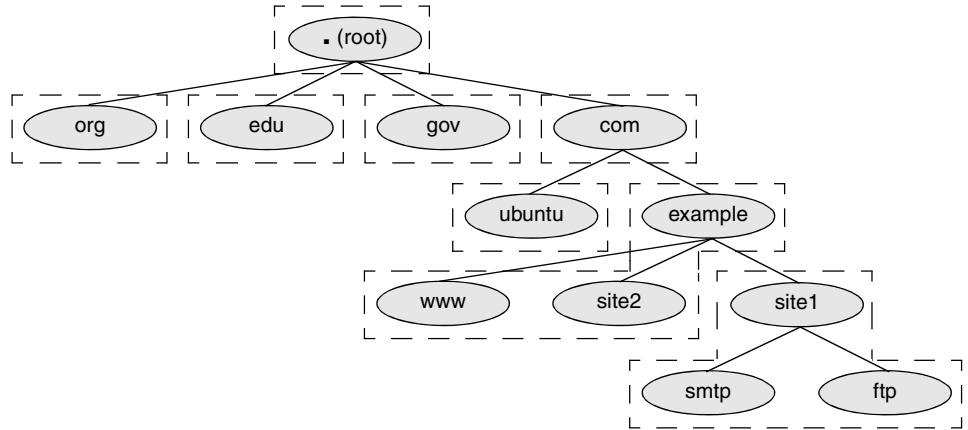 . (root)
org
edu
gov
com
ubuntu
example
www
site2
site1
smtp
ftp